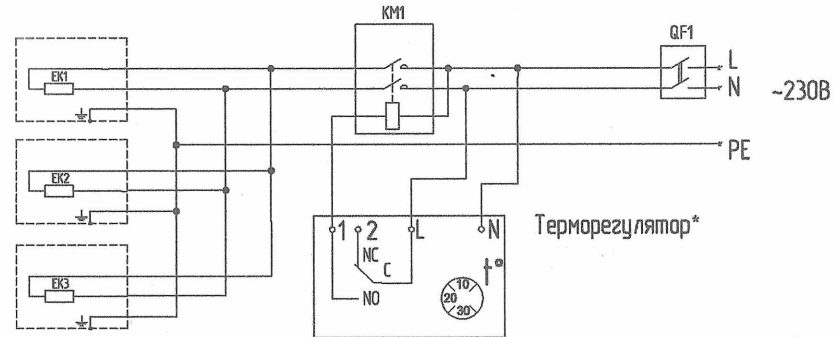 KM1
QF1
EK1
L
N
~230В
PE
EK2
1 2 L N
Терморегулятор*
NC
C
t°
NO
10
20
30
EK3